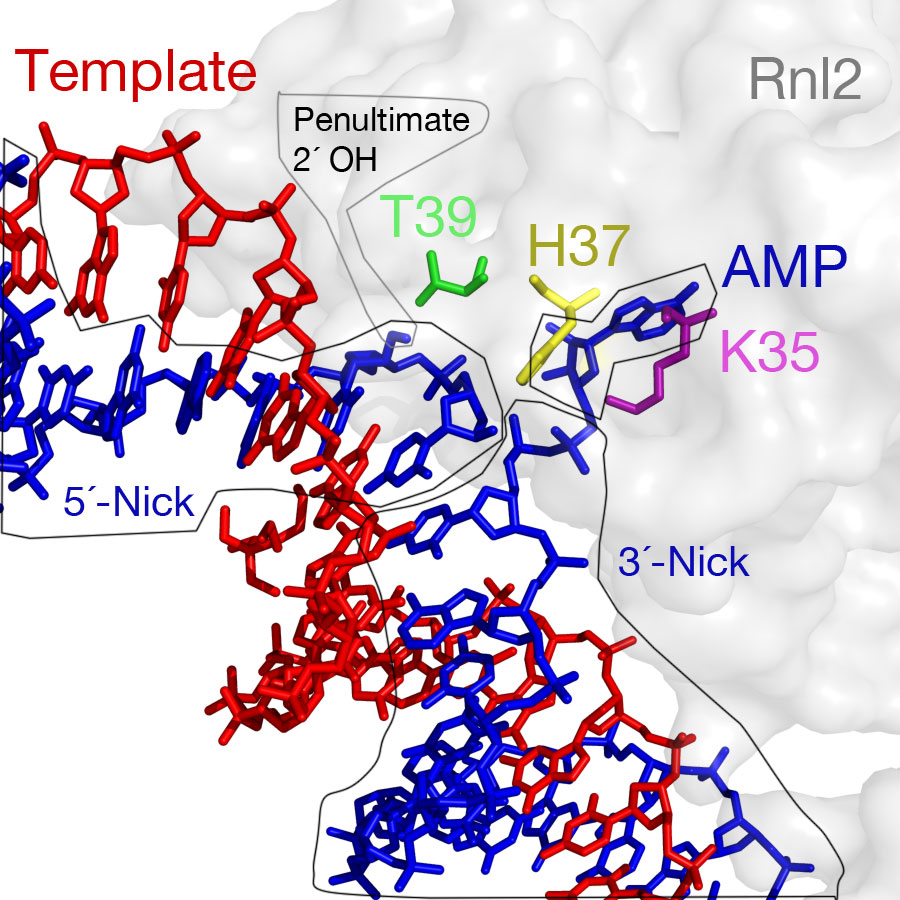 Template
Rnl2
Penultimate
2´ OH
T39
H37
AMP
K35
5´-Nick
3´-Nick